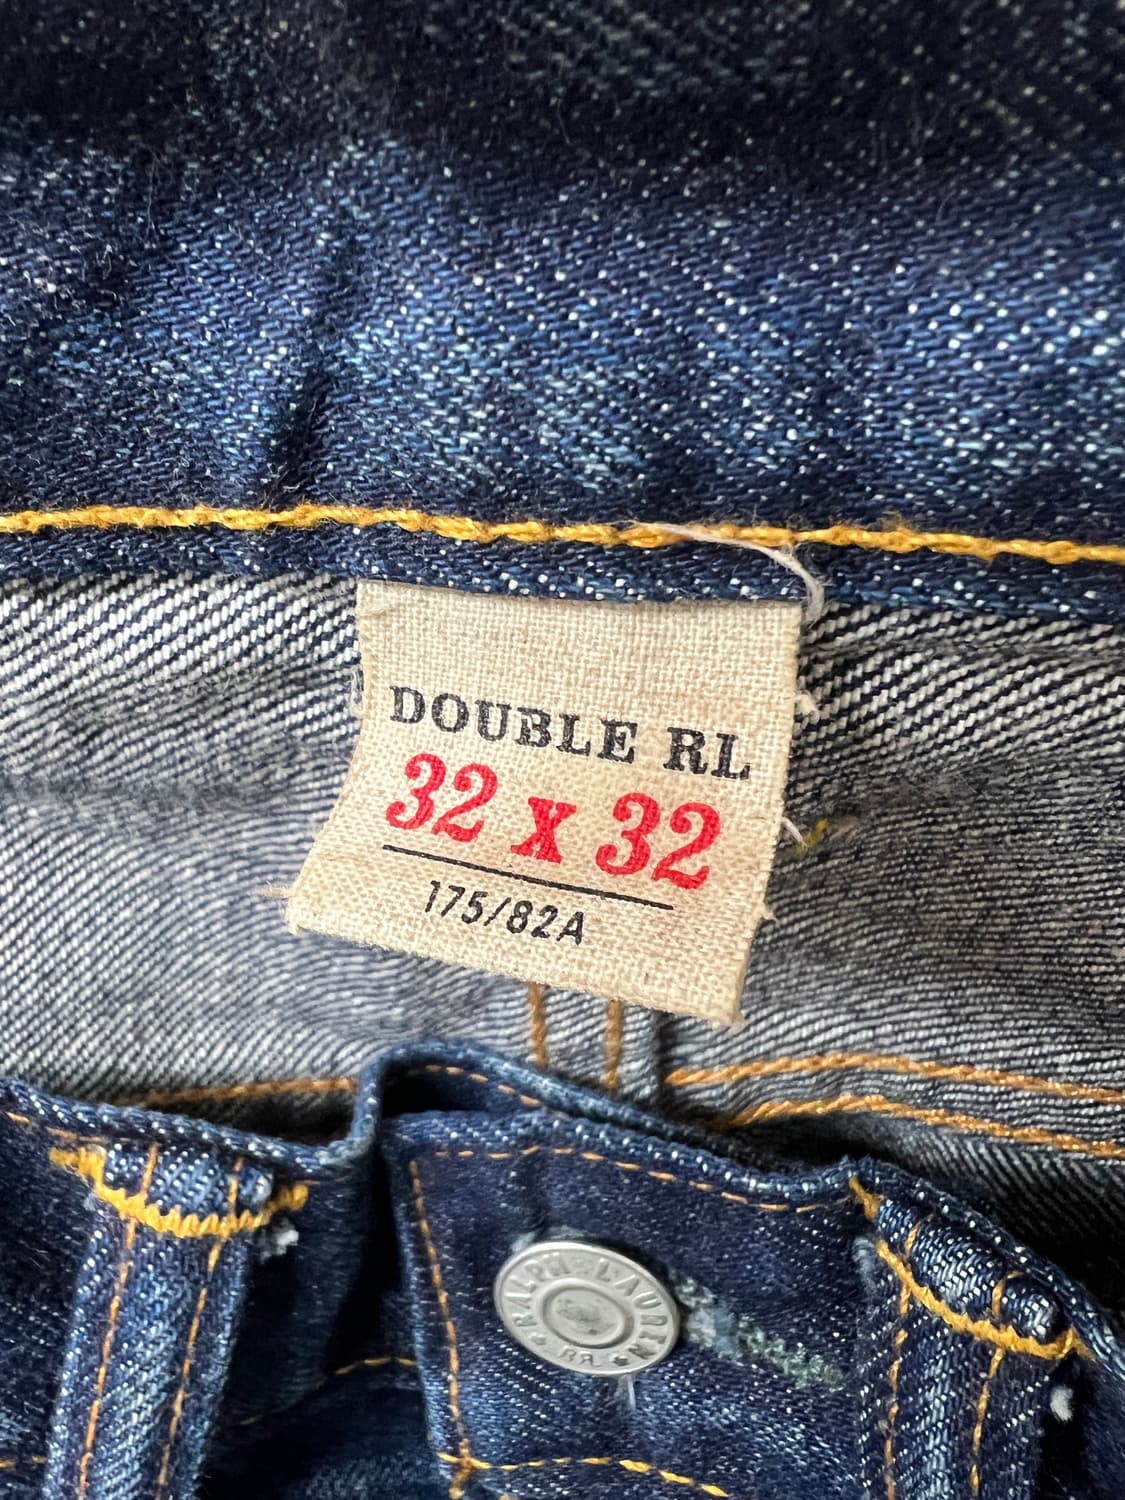 DOUBLE RL
32 x 32
175/82A
RALPH LAUREN
RRL